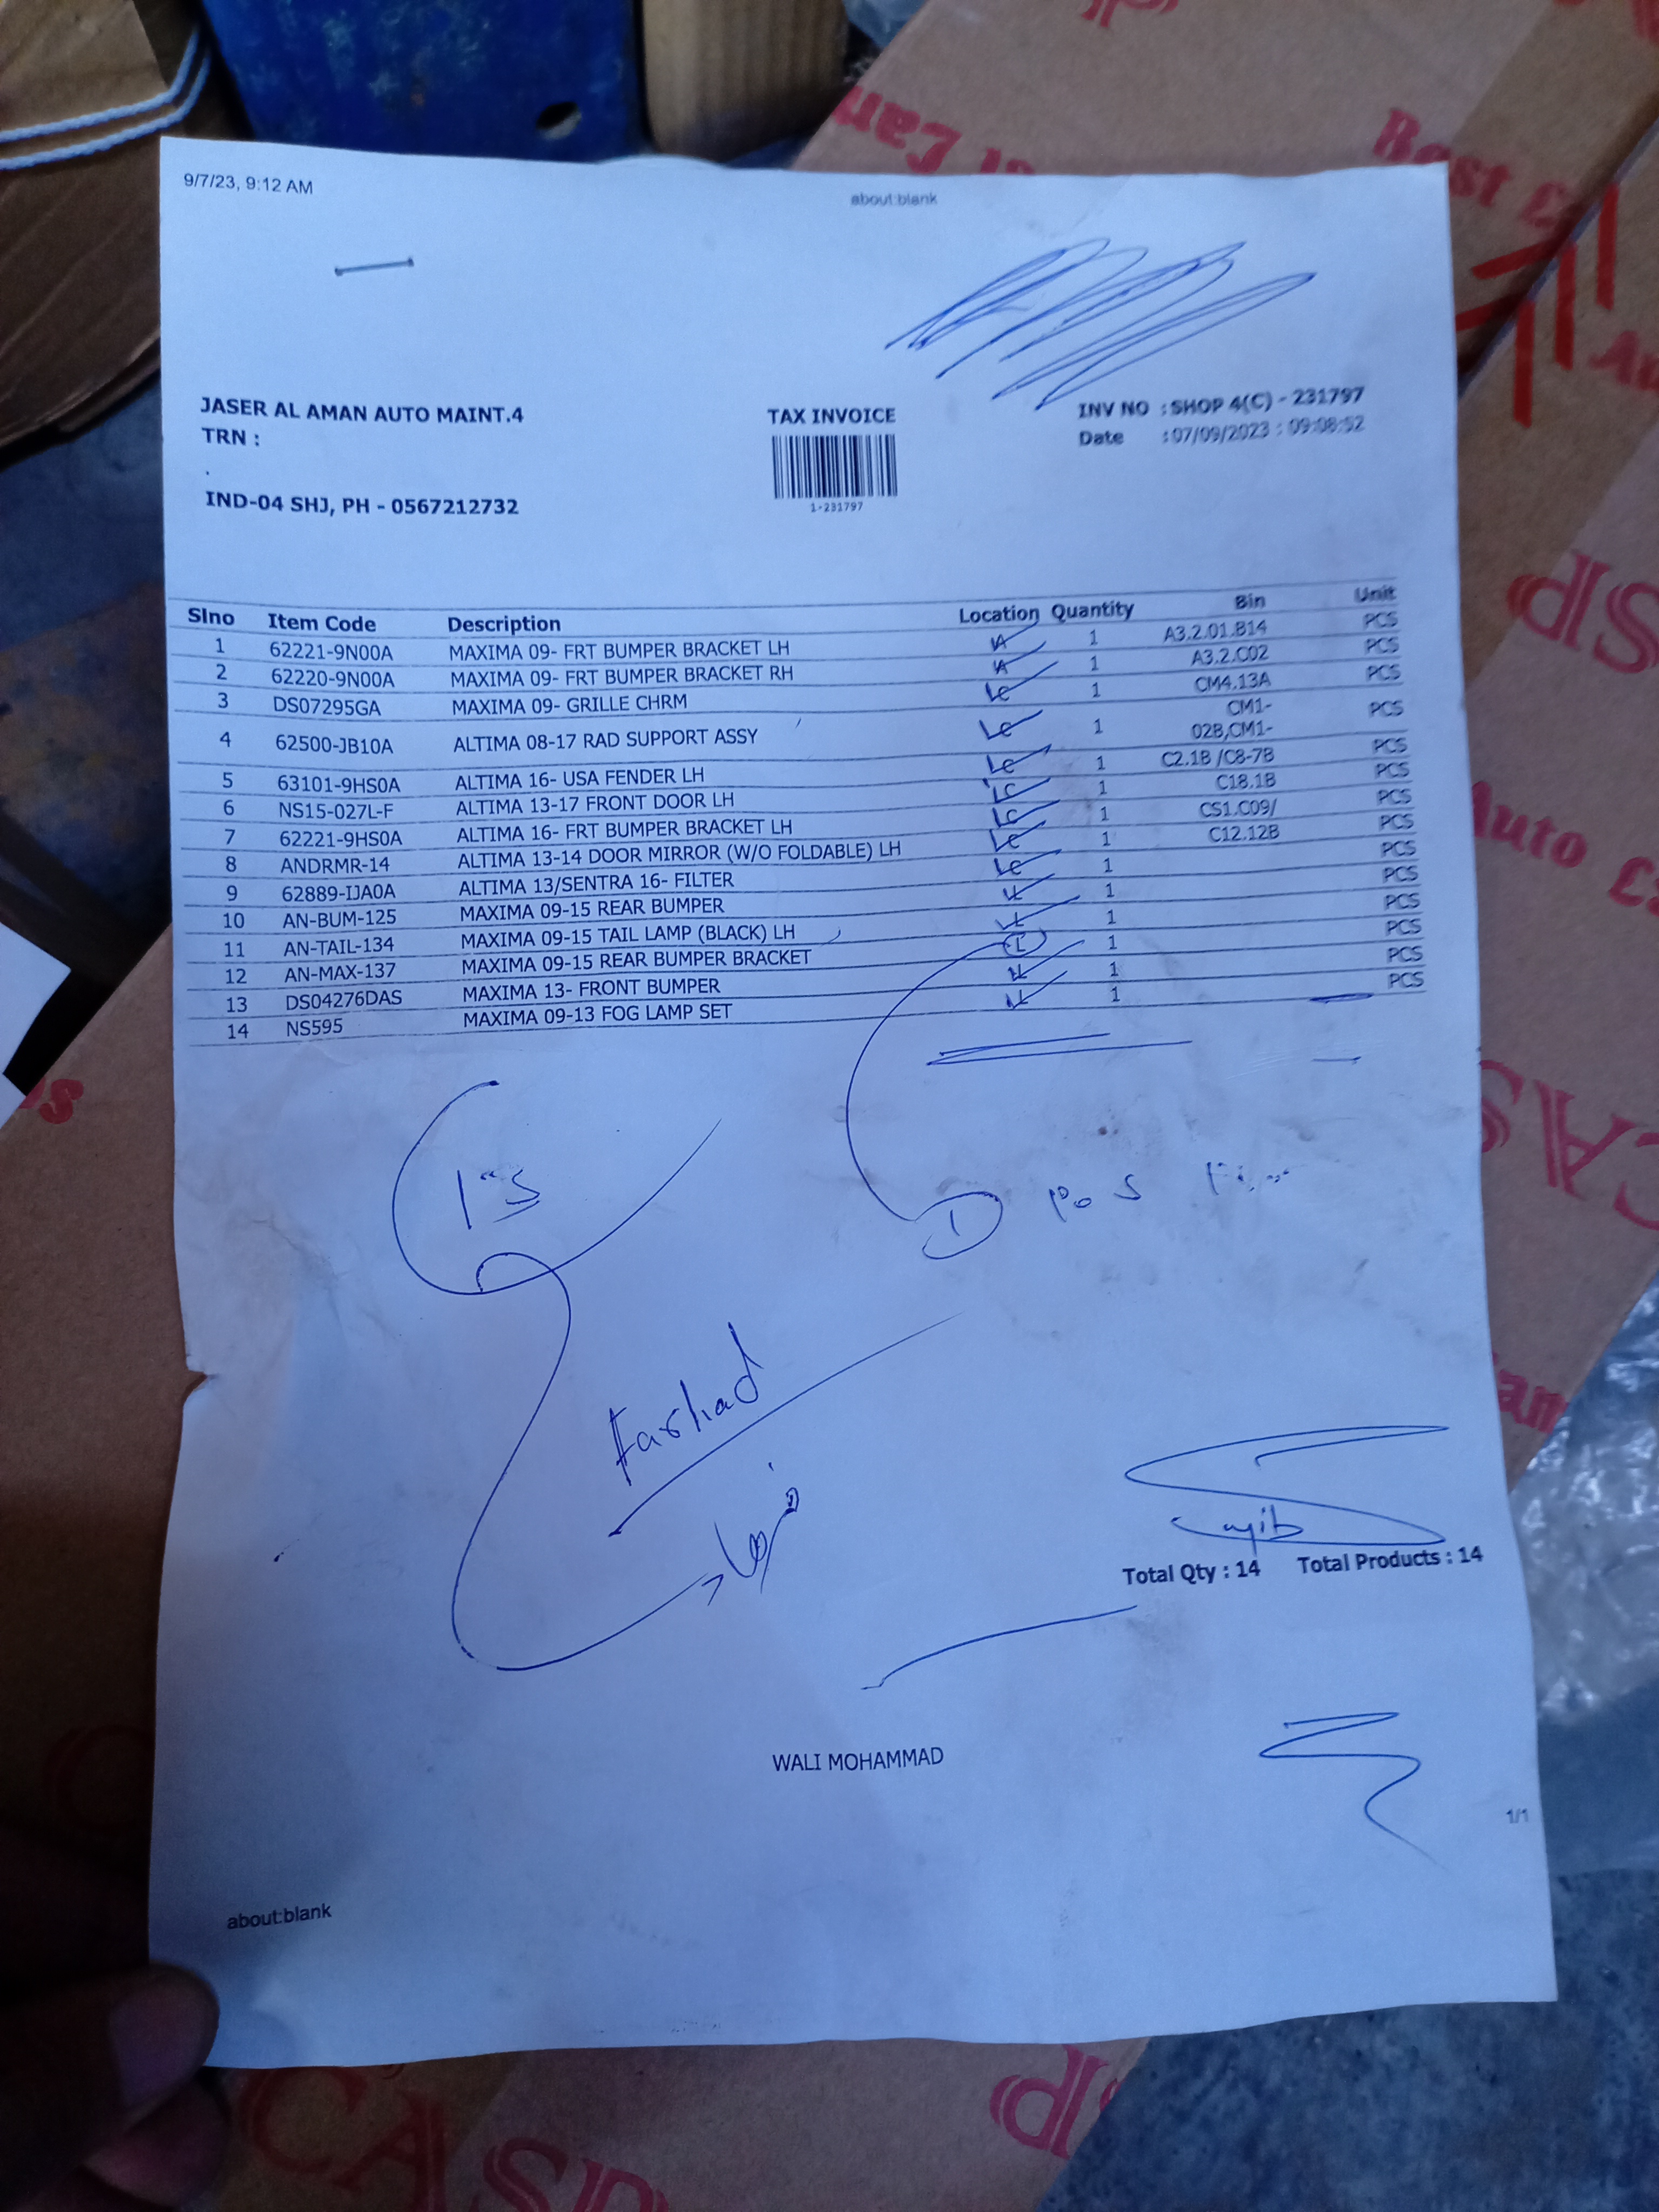 9/7/23, 9:12 AM
about:blank
JASER AL AMAN AUTO MAINT.4
TRN :
.
IND-04 SHJ, PH - 0567212732
TAX INVOICE
1-231797
INV NO : SHOP 4(C) - 231797
Date : 07/09/2023 : 09:08:52
Slno Item Code Description Location Quantity Bin Unit
1 62221-9N00A MAXIMA 09- FRT BUMPER BRACKET LH A 1 A3.2.01.B14 PCS
2 62220-9N00A MAXIMA 09- FRT BUMPER BRACKET RH A 1 A3.2.C02 PCS
3 DS07295GA MAXIMA 09- GRILLE CHRM C 1 CM4.13A PCS
4 62500-JB10A ALTIMA 08-17 RAD SUPPORT ASSY C 1 CM1-02B,CM1- PCS
5 63101-9HS0A ALTIMA 16- USA FENDER LH C 1 C2.1B /C8-7B PCS
6 NS15-027L-F ALTIMA 13-17 FRONT DOOR LH C 1 C18.1B PCS
7 62221-9HS0A ALTIMA 16- FRT BUMPER BRACKET LH C 1 CS1.C09/ PCS
8 ANDRMR-14 ALTIMA 13-14 DOOR MIRROR (W/O FOLDABLE) LH C 1 C12.12B PCS
9 62889-IJA0A ALTIMA 13/SENTRA 16- FILTER C 1 PCS
10 AN-BUM-125 MAXIMA 09-15 REAR BUMPER L 1 PCS
11 AN-TAIL-134 MAXIMA 09-15 TAIL LAMP (BLACK) LH L 1 PCS
12 AN-MAX-137 MAXIMA 09-15 REAR BUMPER BRACKET L 1 PCS
13 DS04276DAS MAXIMA 13- FRONT BUMPER L 1 PCS
14 NS595 MAXIMA 09-13 FOG LAMP SET L 1 PCS
Farhad
Total Qty : 14 Total Products : 14
WALI MOHAMMAD
1/1
about:blank
Best
Auto
CASP